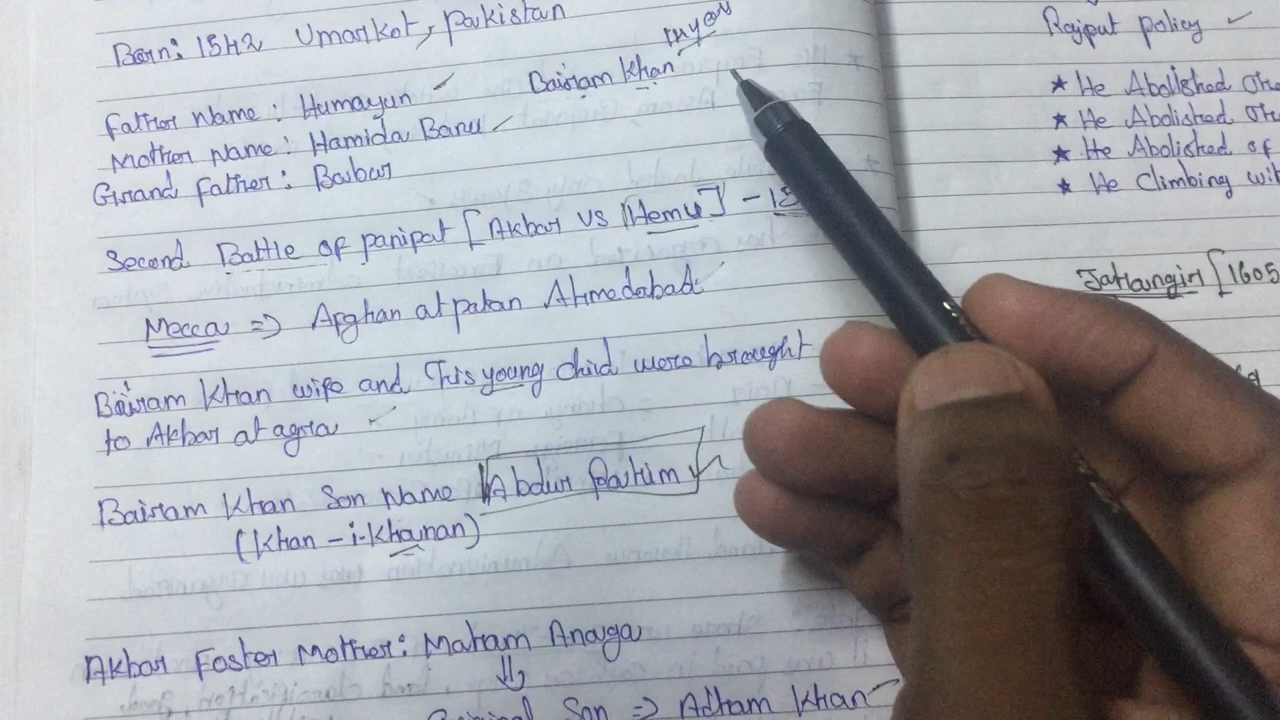 Born: 1542 Umarkot, Pakistan
Father Name: Humayun
Bairam Khan
Mother Name: Hamida Banu
Grand Father: Babur
Second Battle of panipat [Akbar vs Hemu] -
Mecca => Afghan at patan Ahmedabad
Bairam Khan wife and This young child were brought
to Akbar at agra
Bairam Khan Son Name Abdur Rahim
(Khan-i-Khanan)
Akbar Foster Mother: Maham Anaga
Son => Adham Khan
Rajput policy
★ He Abolished
★ He Abolished
★ He Abolished of
★ He Climbing
Jahangir [1605